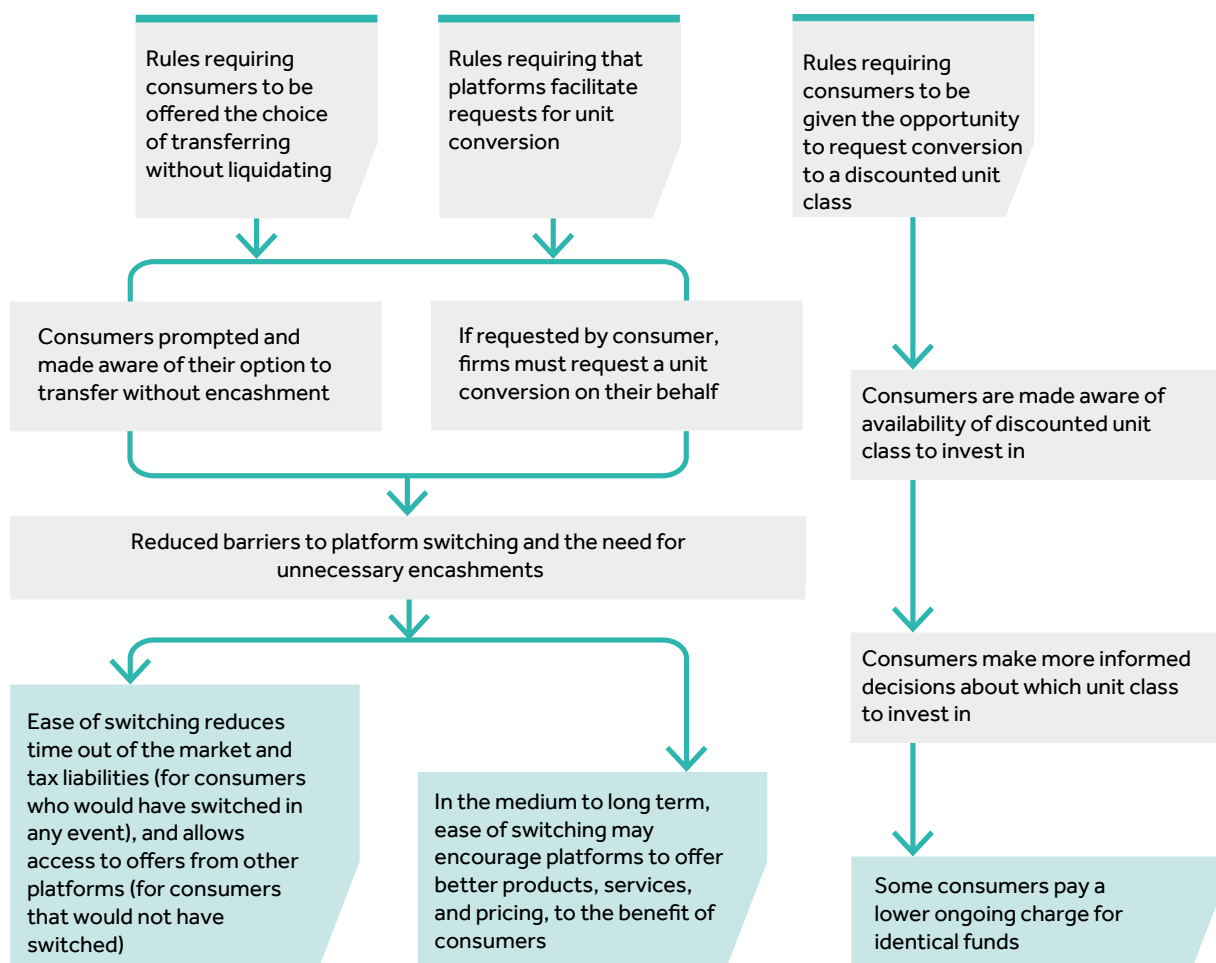 Rules requiring
consumers to be
offered the choice
of transferring
without liquidating
Rules requiring that
platforms facilitate
requests for unit
conversion
Rules requiring
consumers to be
given the opportunity
to request conversion
to a discounted unit
class
Consumers prompted and
made aware of their option to
transfer without encashment
If requested by consumer,
firms must request a unit
conversion on their behalf
Consumers are made aware of
availability of discounted unit
class to invest in
Reduced barriers to platform switching and the need for
unnecessary encashments
Consumers make more informed
decisions about which unit class
to invest in
Ease of switching reduces
time out of the market and
tax liabilities (for consumers
who would have switched in
any event), and allows
access to offers from other
platforms (for consumers
that would not have
switched)
In the medium to long term,
ease of switching may
encourage platforms to offer
better products, services,
and pricing, to the benefit of
consumers
Some consumers pay a
lower ongoing charge for
identical funds